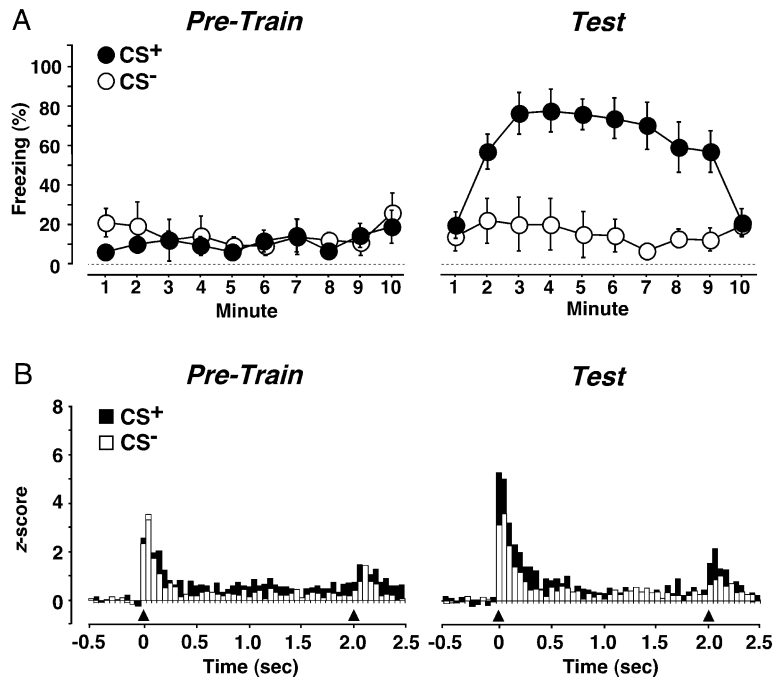 A
Pre-Train
Test
CS+
CS-
Freezing (%)
100
80
60
40
20
0
1 2 3 4 5 6 7 8 9 10
Minute
1 2 3 4 5 6 7 8 9 10
Minute
B
Pre-Train
Test
CS+
CS-
z-score
8
6
4
2
0
-0.5 0 0.5 1.0 1.5 2.0 2.5
Time (sec)
-0.5 0 0.5 1.0 1.5 2.0 2.5
Time (sec)